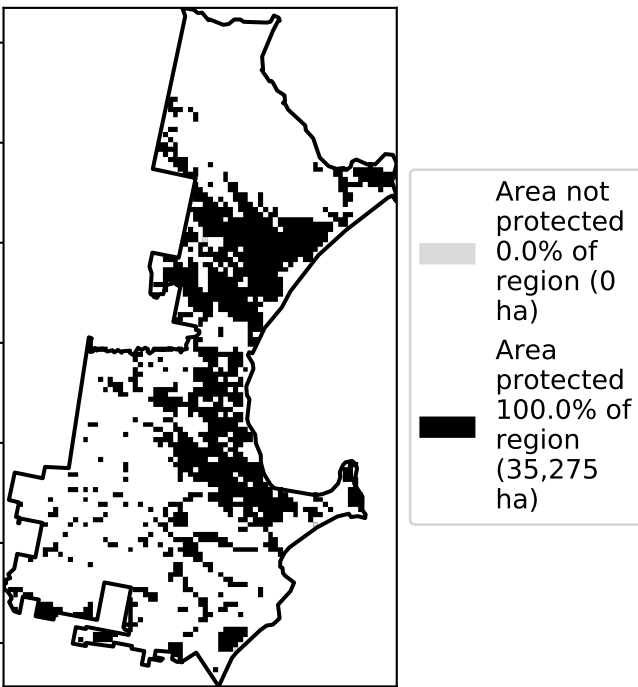 Area not
protected
0.0% of
region (0
ha)
Area
protected
100.0% of
region
(35,275
ha)